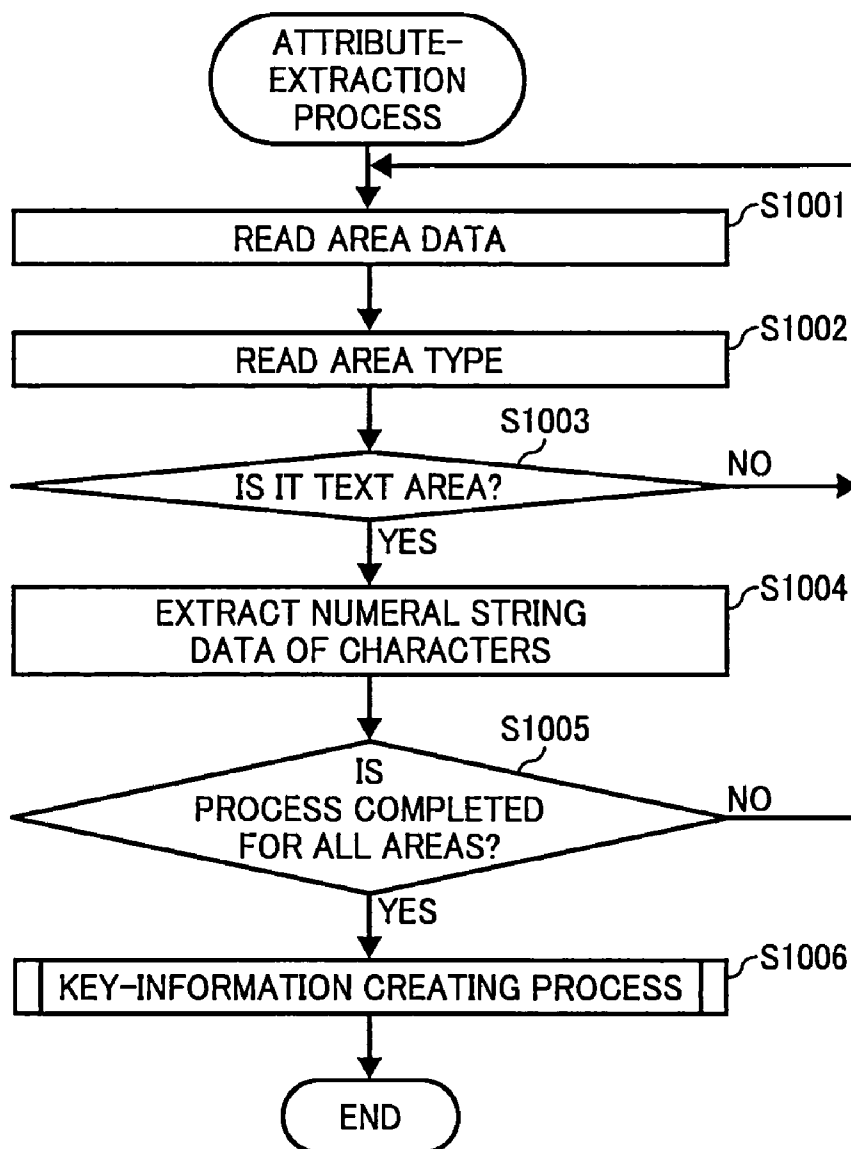 ATTRIBUTE-
EXTRACTION
PROCESS
S1001
READ AREA DATA
S1002
READ AREA TYPE
S1003
IS IT TEXT AREA?
NO
YES
S1004
EXTRACT NUMERAL STRING
DATA OF CHARACTERS
S1005
IS
PROCESS COMPLETED
FOR ALL AREAS?
NO
YES
S1006
KEY-INFORMATION CREATING PROCESS
END